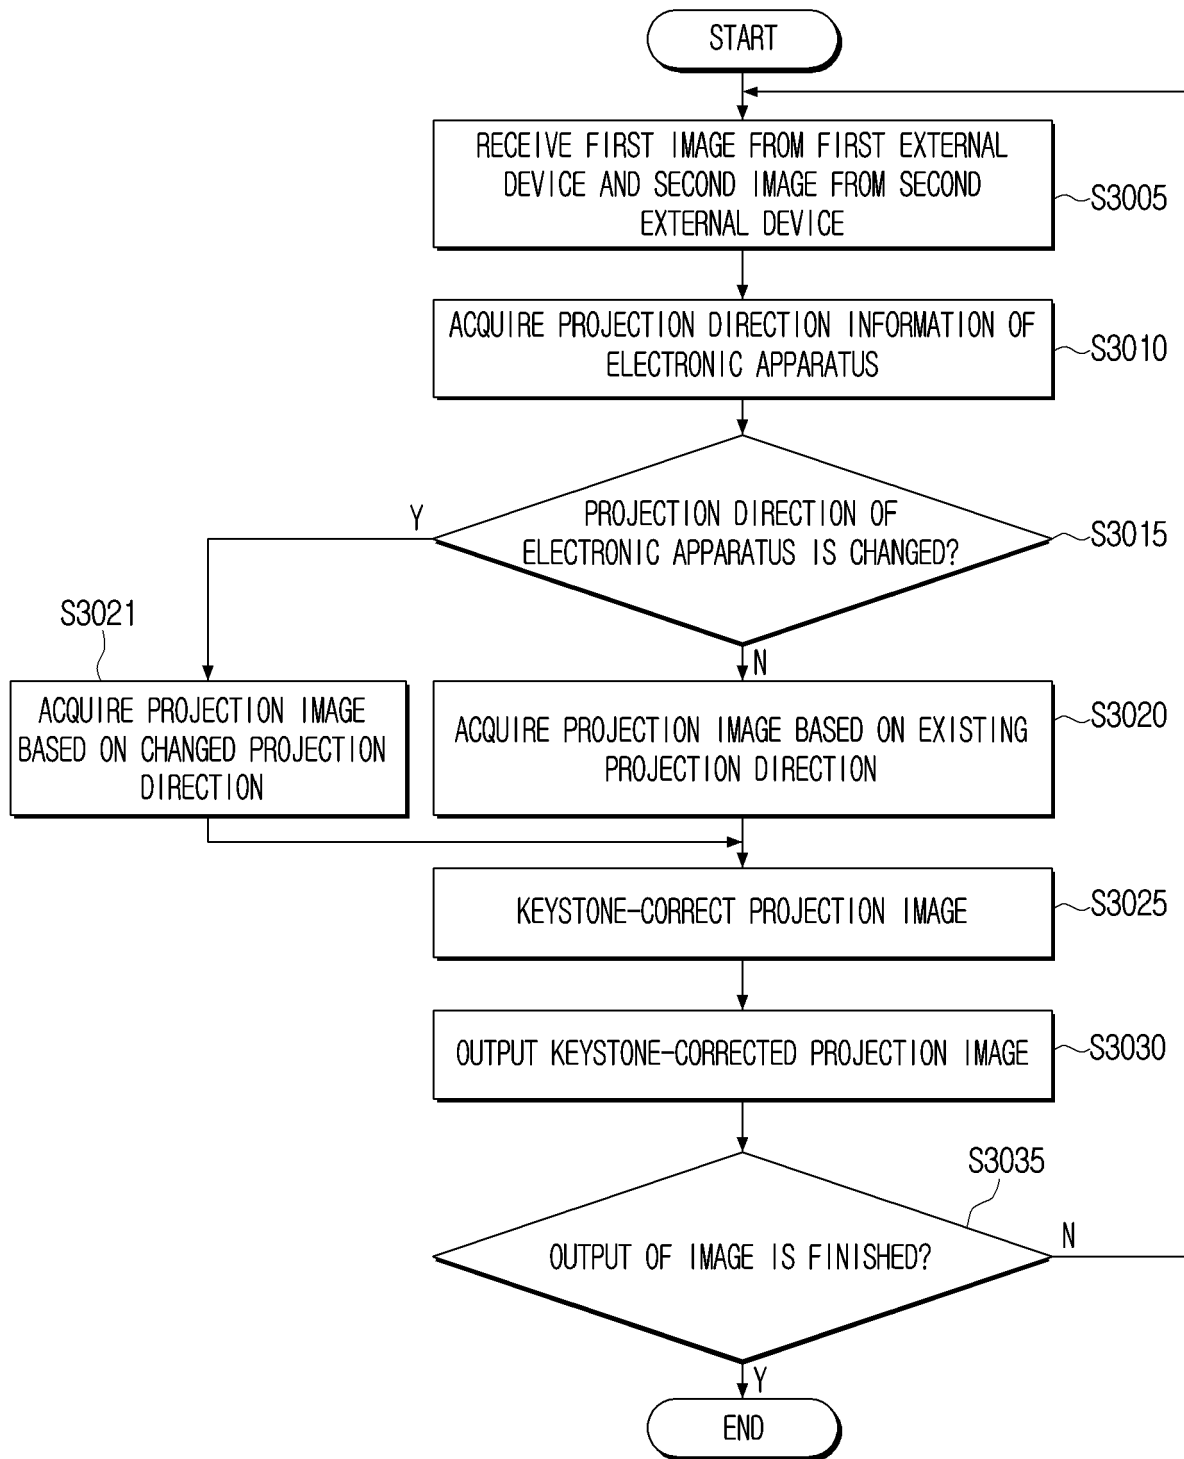 START
RECEIVE FIRST IMAGE FROM FIRST EXTERNAL
DEVICE AND SECOND IMAGE FROM SECOND
EXTERNAL DEVICE
S3005
ACQUIRE PROJECTION DIRECTION INFORMATION OF
ELECTRONIC APPARATUS
S3010
PROJECTION DIRECTION OF
ELECTRONIC APPARATUS IS CHANGED?
S3015
Y
N
S3021
ACQUIRE PROJECTION IMAGE
BASED ON CHANGED PROJECTION
DIRECTION
ACQUIRE PROJECTION IMAGE BASED ON EXISTING
PROJECTION DIRECTION
S3020
KEYSTONE-CORRECT PROJECTION IMAGE
S3025
OUTPUT KEYSTONE-CORRECTED PROJECTION IMAGE
S3030
S3035
OUTPUT OF IMAGE IS FINISHED?
N
Y
END